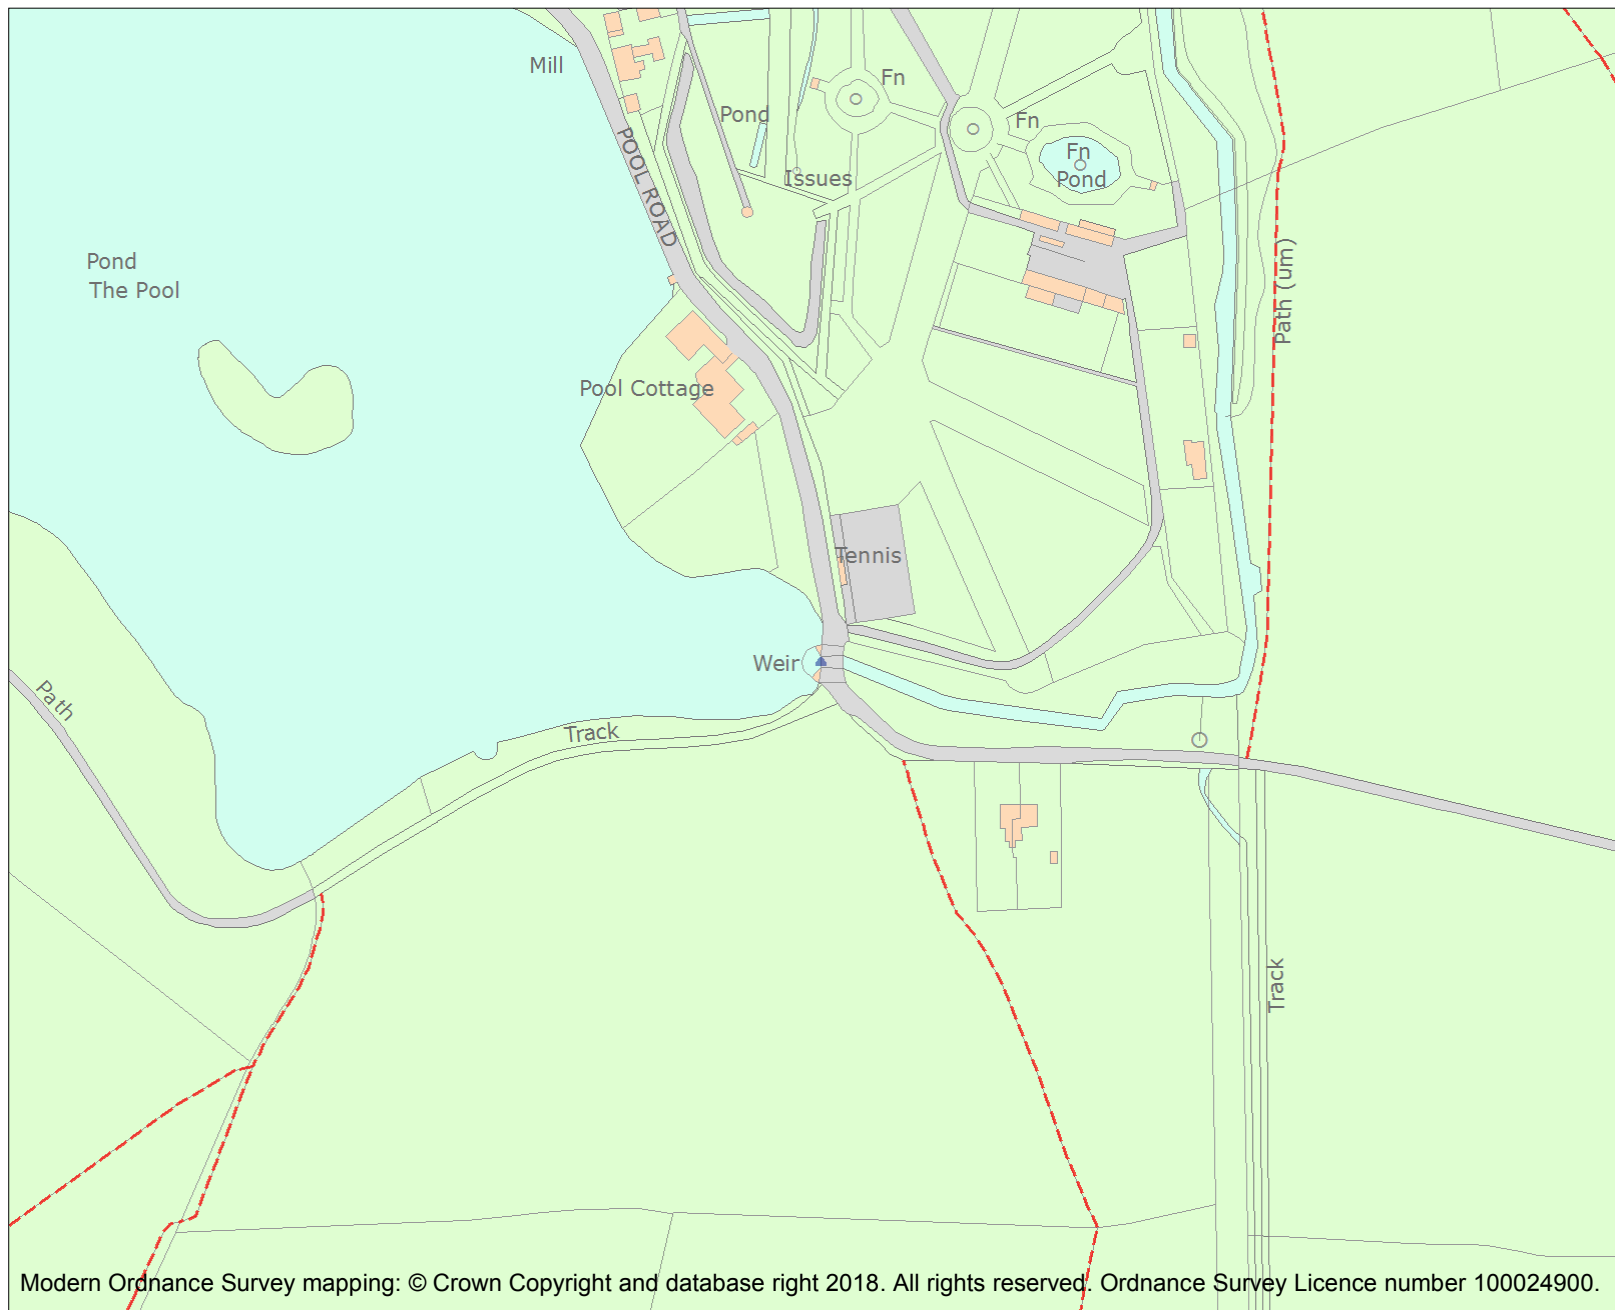 Mill
Fn
Pond
Fn
Fn
Pond
Issues
POOL ROAD
Pond
The Pool
Path (um)
Pool Cottage
Tennis
Weir
Path
Track
Track
Modern Ordnance Survey mapping: © Crown Copyright and database right 2018. All rights reserved. Ordnance Survey Licence number 100024900.